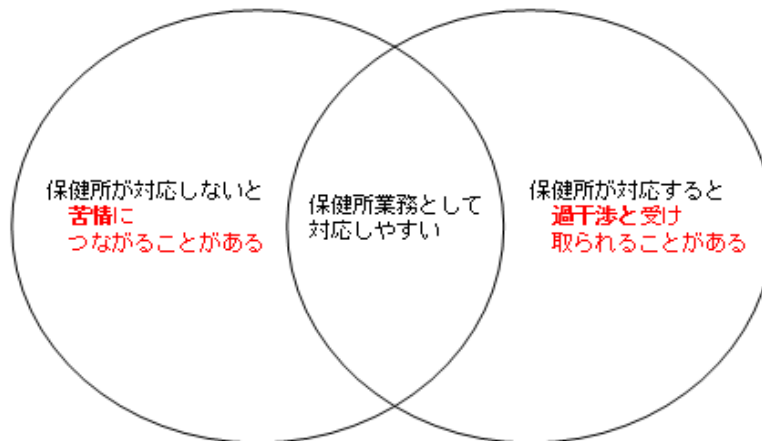 保健所が対応しないと
苦情に
つながることがある
保健所業務として
対応しやすい
保健所が対応すると
過干渉と受け
取られることがある